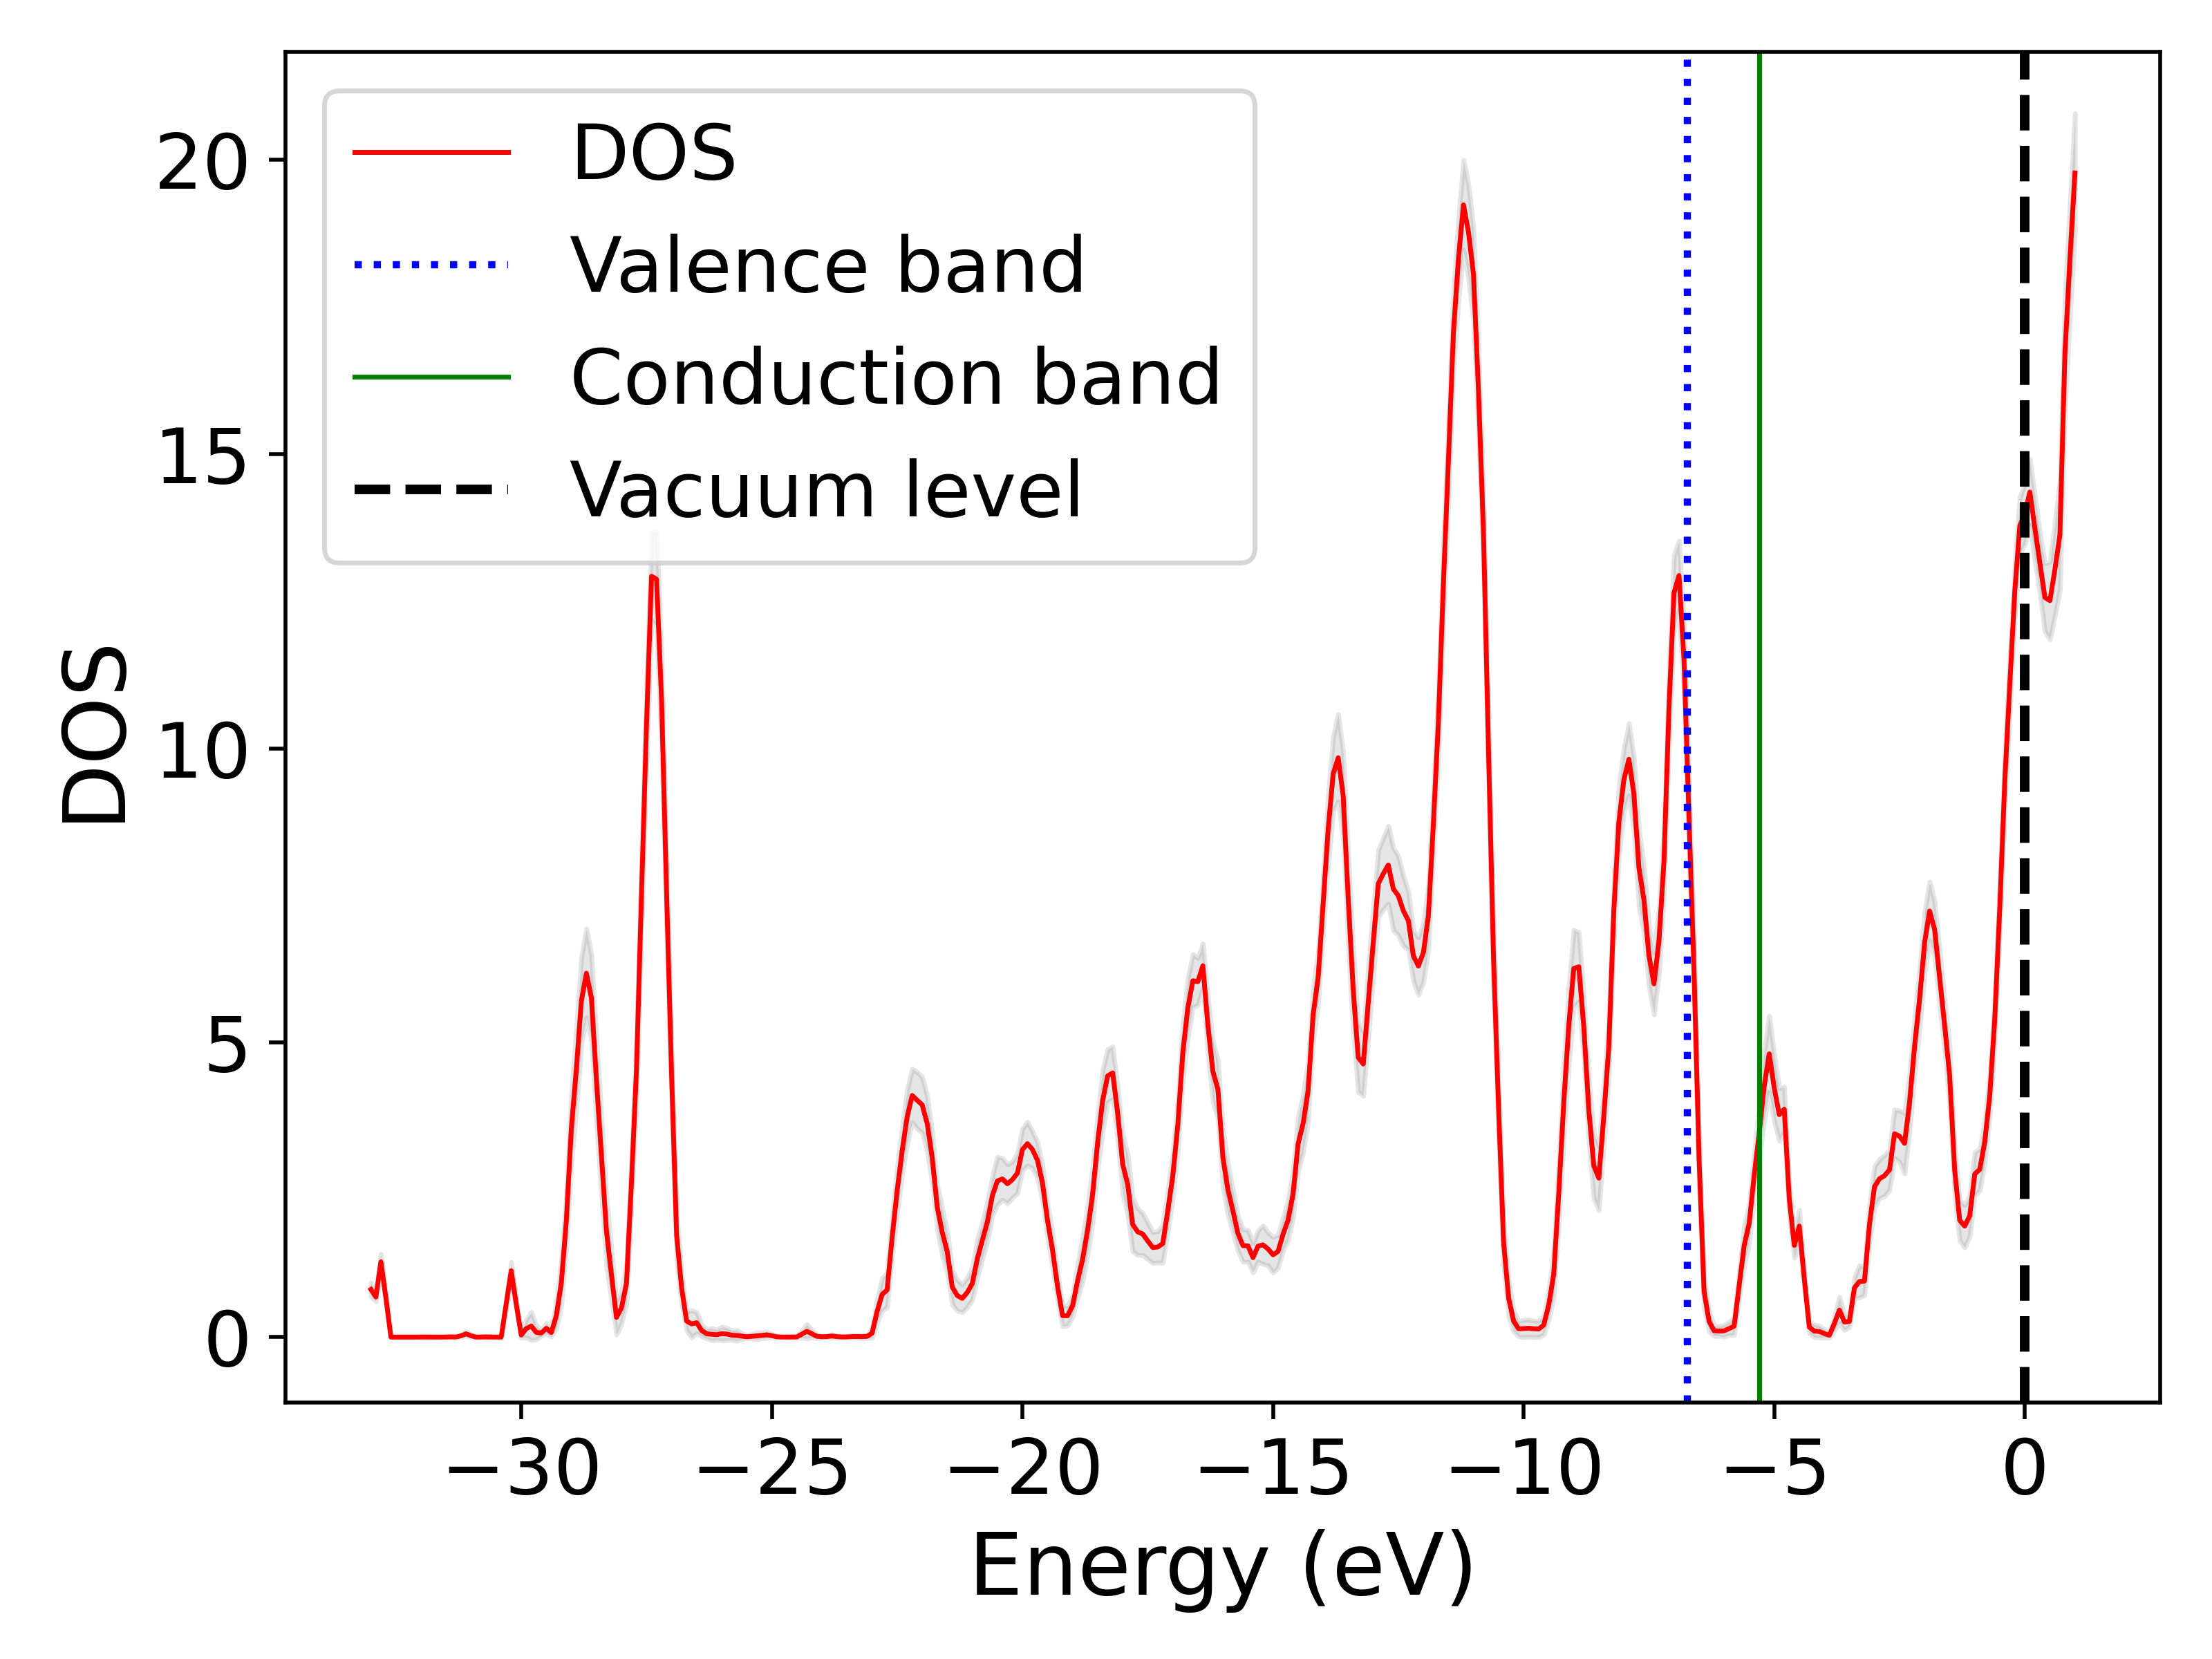 DOS
Valence band
Conduction band
Vacuum level
20
15
10
5
0
DOS
−30 −25 −20 −15 −10 −5 0
Energy (eV)